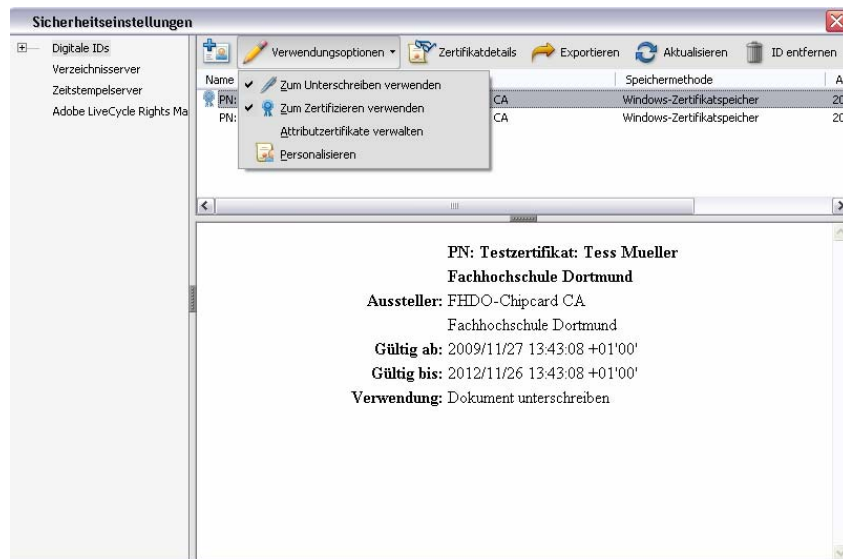 Sicherheitseinstellungen
Digitale IDs
Verzeichnisserver
Zeitstempelserver
Adobe LiveCycle Rights Ma
Verwendungsoptionen
Zertifikatdetails
Exportieren
Aktualisieren
ID entfernen
Name
Speichermethode
A
Zum Unterschreiben verwenden
Zum Zertifizieren verwenden
Attributzertifikate verwalten
Personalisieren
PN: CA Windows-Zertifikatspeicher 20
PN: CA Windows-Zertifikatspeicher 20
PN: Testzertifikat: Tess Mueller
Fachhochschule Dortmund
Aussteller: FHDO-Chipcard CA
Fachhochschule Dortmund
Gültig ab: 2009/11/27 13:43:08 +01'00'
Gültig bis: 2012/11/26 13:43:08 +01'00'
Verwendung: Dokument unterschreiben